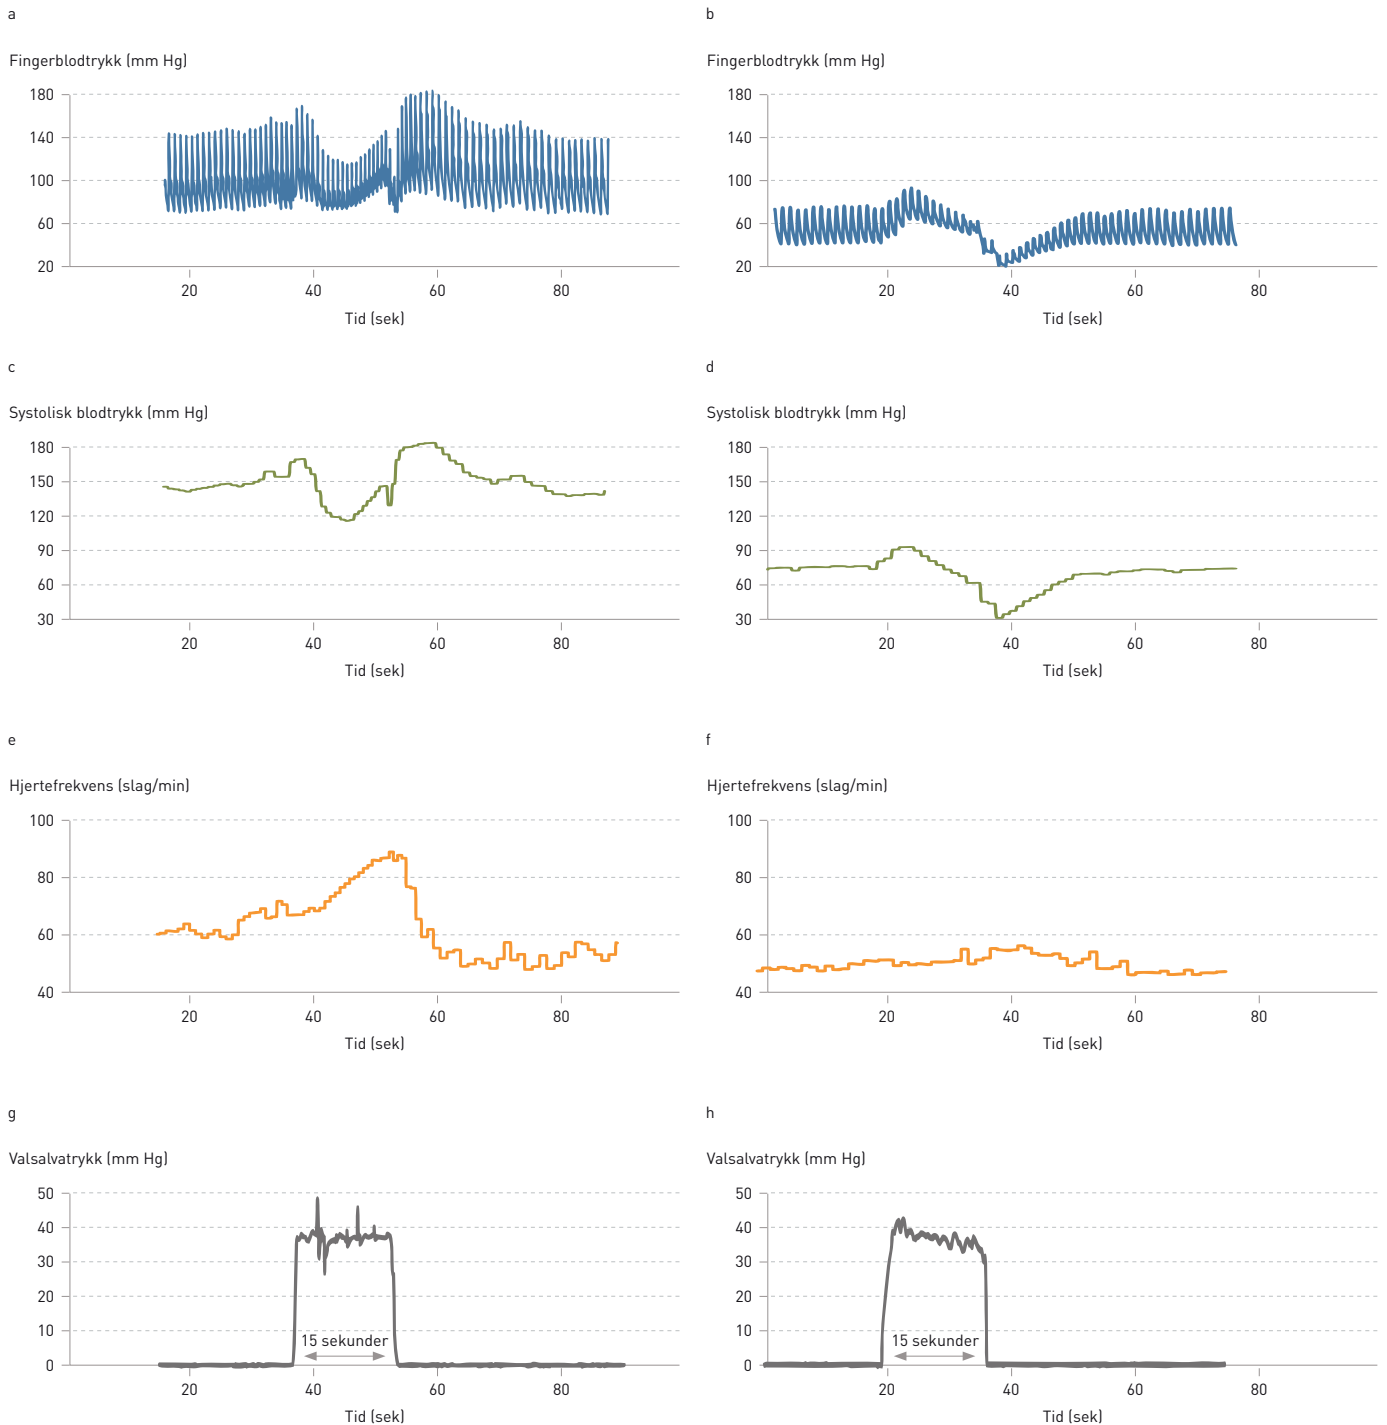 a
Fingerblodtrykk (mm Hg)
180
140
100
60
20
20 40 60 80
Tid (sek)
b
Fingerblodtrykk (mm Hg)
180
140
100
60
20
20 40 60 80
Tid (sek)
c
Systolisk blodtrykk (mm Hg)
180
150
120
90
60
30
20 40 60 80
Tid (sek)
d
Systolisk blodtrykk (mm Hg)
180
150
120
90
60
30
20 40 60 80
Tid (sek)
e
Hjertefrekvens (slag/min)
100
80
60
40
20 40 60 80
Tid (sek)
f
Hjertefrekvens (slag/min)
100
80
60
40
20 40 60 80
Tid (sek)
g
Valsalvatrykk (mm Hg)
50
40
30
20
10
0
15 sekunder
20 40 60 80
Tid (sek)
h
Valsalvatrykk (mm Hg)
50
40
30
20
10
0
15 sekunder
20 40 60 80
Tid (sek)